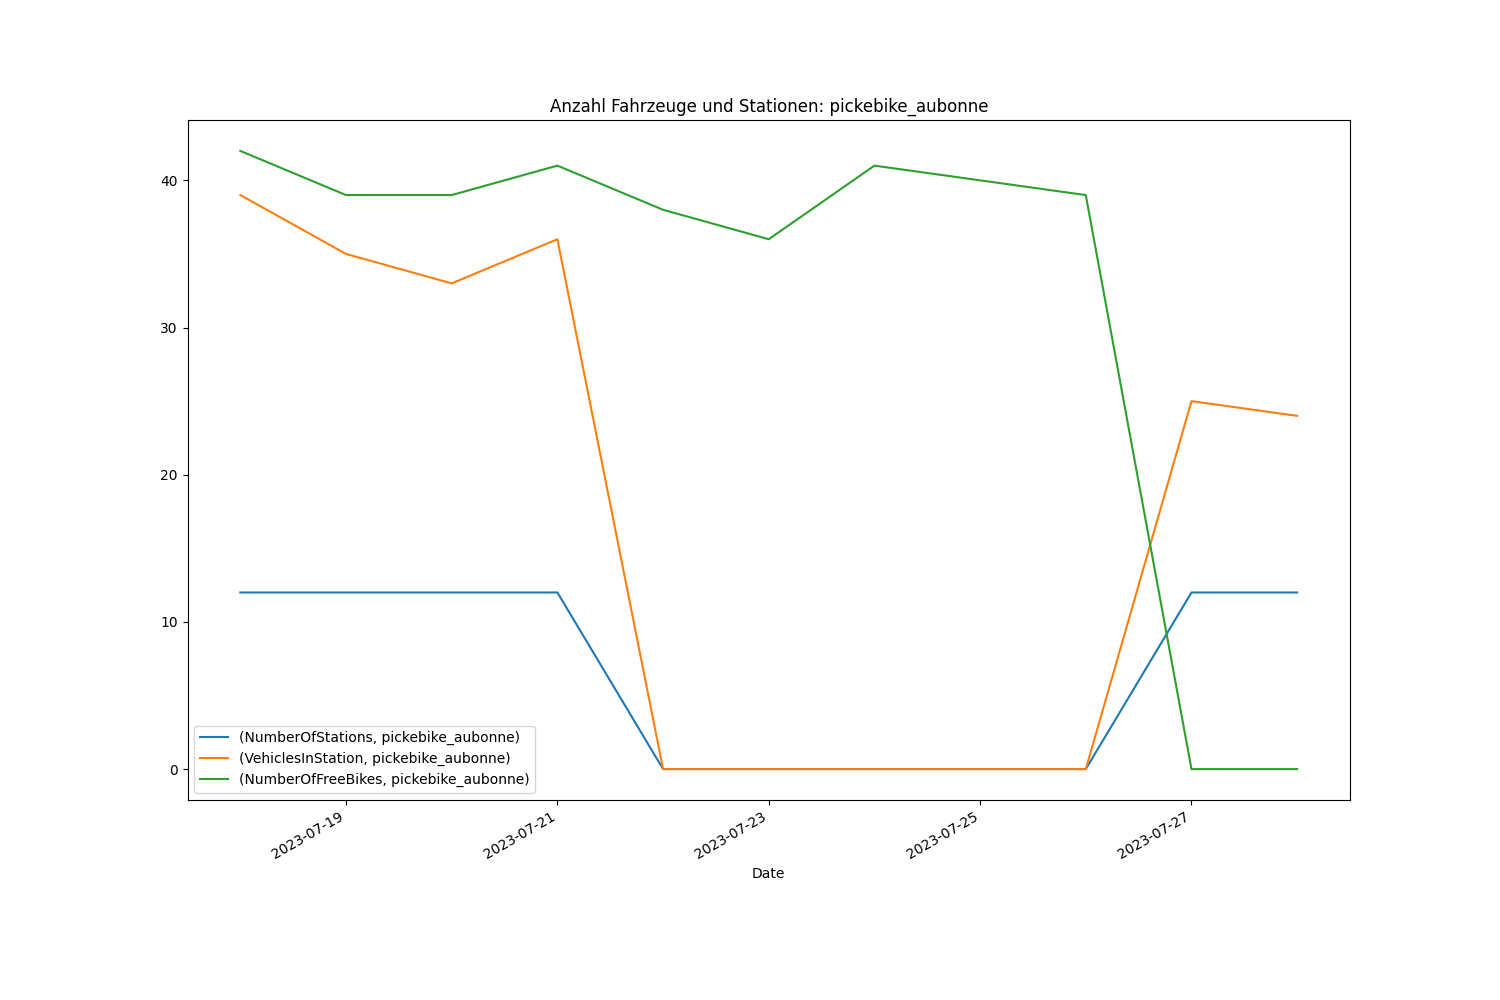 Anzahl Fahrzeuge und Stationen: pickebike_aubonne
40
30
20
10
0
(NumberOfStations, pickebike_aubonne)
(VehiclesInStation, pickebike_aubonne)
(NumberOfFreeBikes, pickebike_aubonne)
2023-07-19
2023-07-21
2023-07-23
2023-07-25
2023-07-27
Date